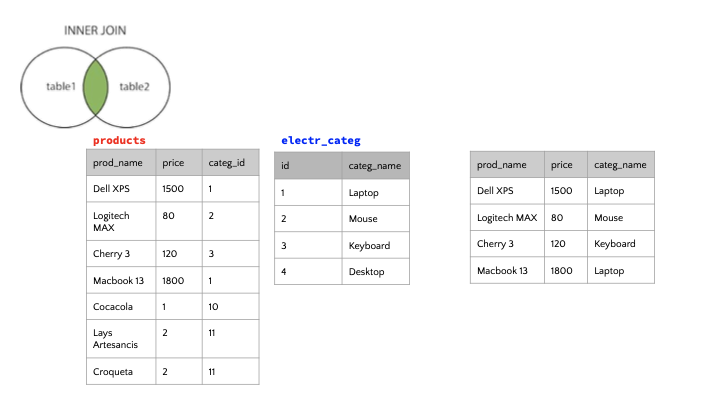 INNER JOIN
table1 table2
products
prod_name price categ_id
Dell XPS 1500 1
Logitech 80 2
MAX
Cherry 3 120 3
Macbook 13 1800 1
Cocacola 1 10
Lays 2 11
Artesancis
Croqueta 2 11
electr_categ
id categ_name
1 Laptop
2 Mouse
3 Keyboard
4 Desktop
prod_name price categ_name
Dell XPS 1500 Laptop
Logitech MAX 80 Mouse
Cherry 3 120 Keyboard
Macbook 13 1800 Laptop